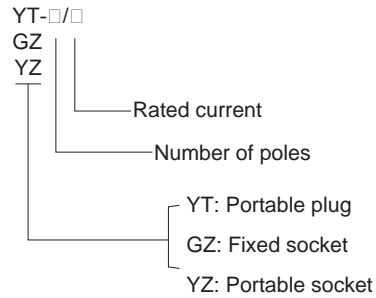 YT-□/□
GZ
YZ
Rated current
Number of poles
YT: Portable plug
GZ: Fixed socket
YZ: Portable socket